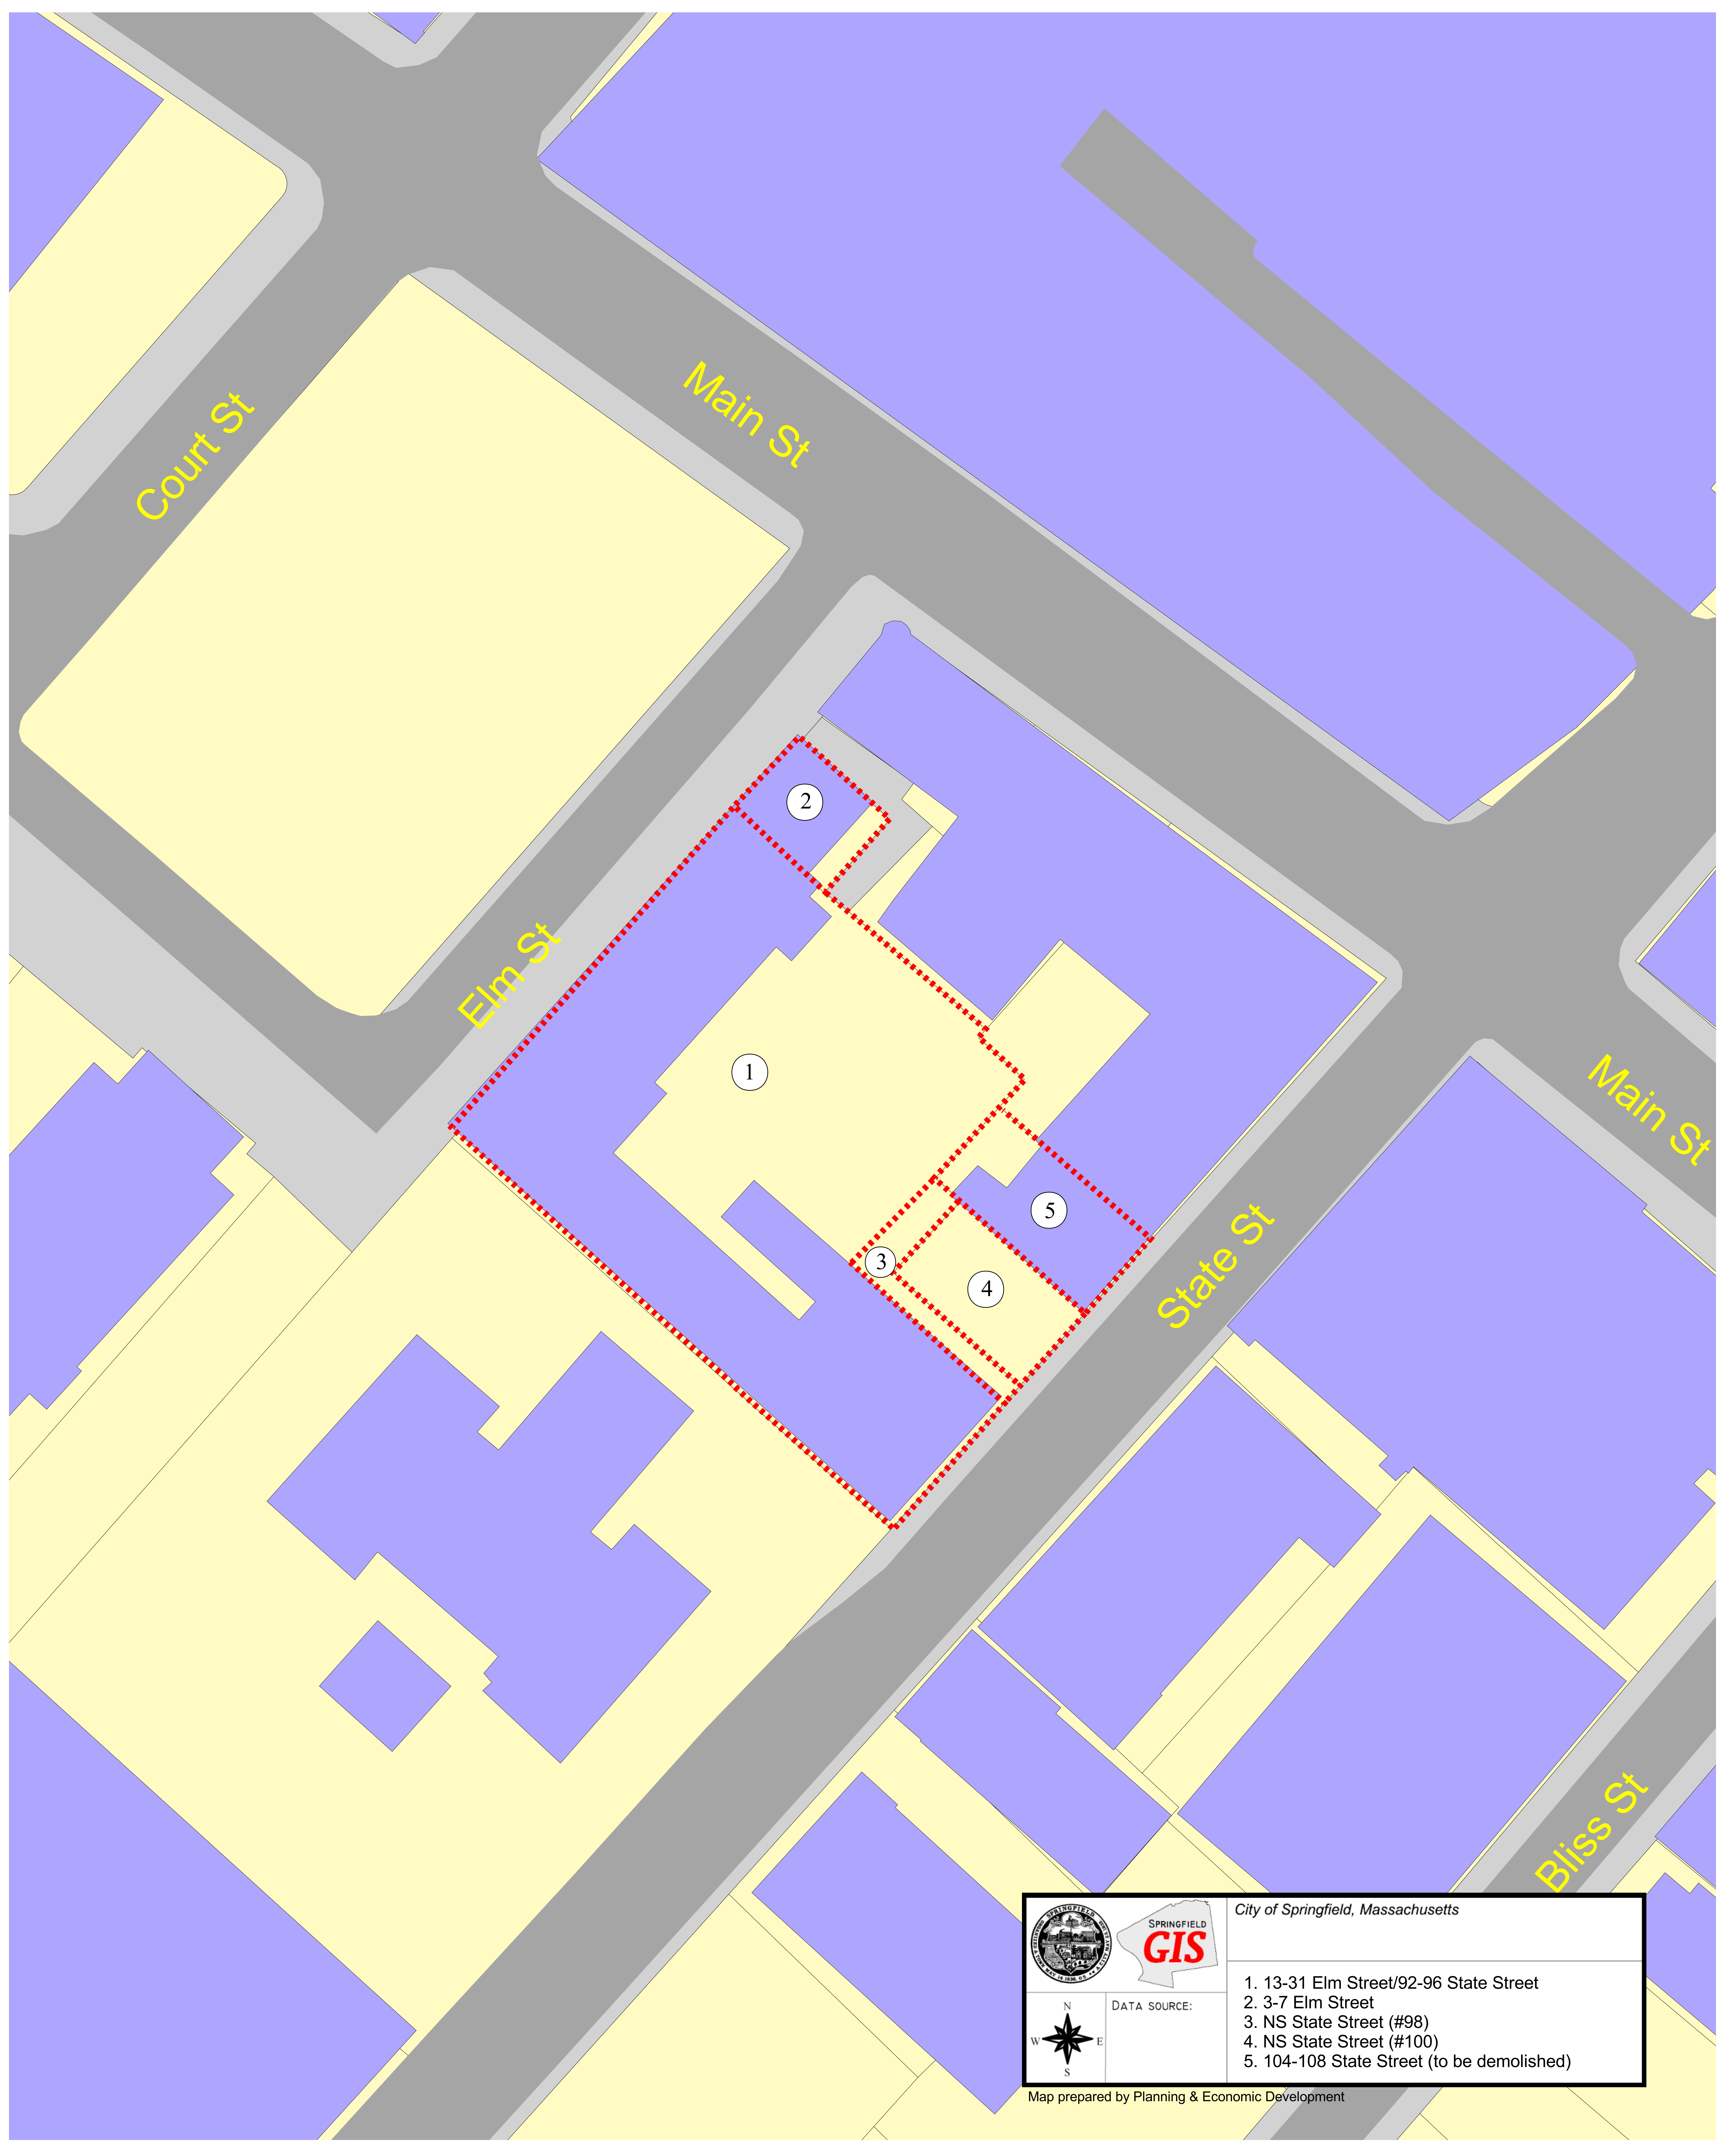 Main St
Court St
2
Elm St
1
Main St
5
State St
3
4
Bliss St
SPRINGFIELD
GIS
City of Springfield, Massachusetts
N
W
E
S
DATA SOURCE:
1. 13-31 Elm Street/92-96 State Street
2. 3-7 Elm Street
3. NS State Street (#98)
4. NS State Street (#100)
5. 104-108 State Street (to be demolished)
Map prepared by Planning & Economic Development